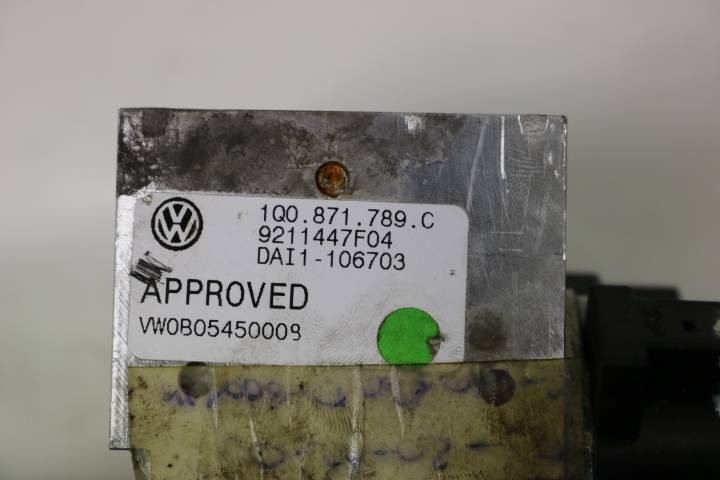 1Q0.871.789.C
9211447F04
DAI1-106703
APPROVED
VW0B05450008